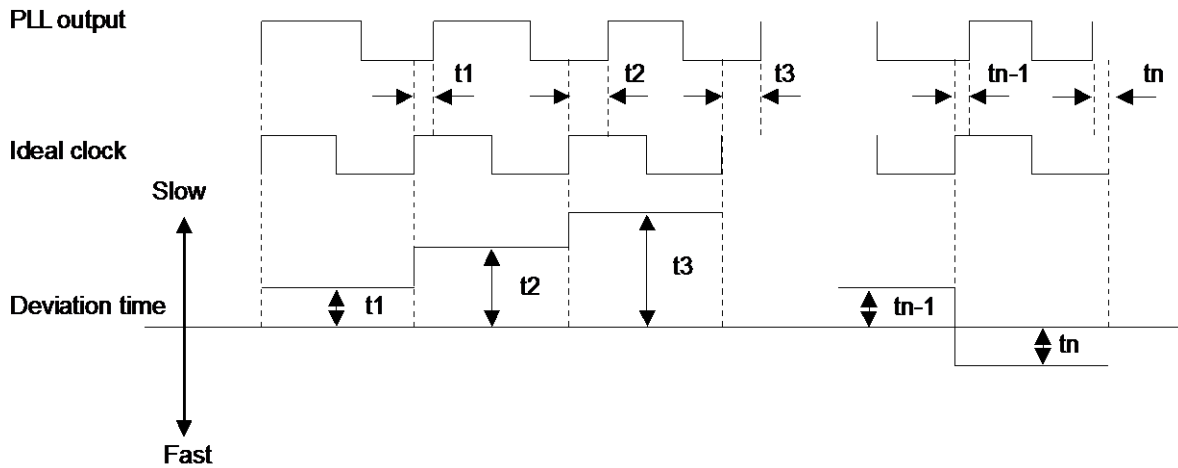 PLL output
t1
t2
t3
tn-1
tn
Ideal clock
Slow
Deviation time
t1
t2
t3
tn-1
tn
Fast